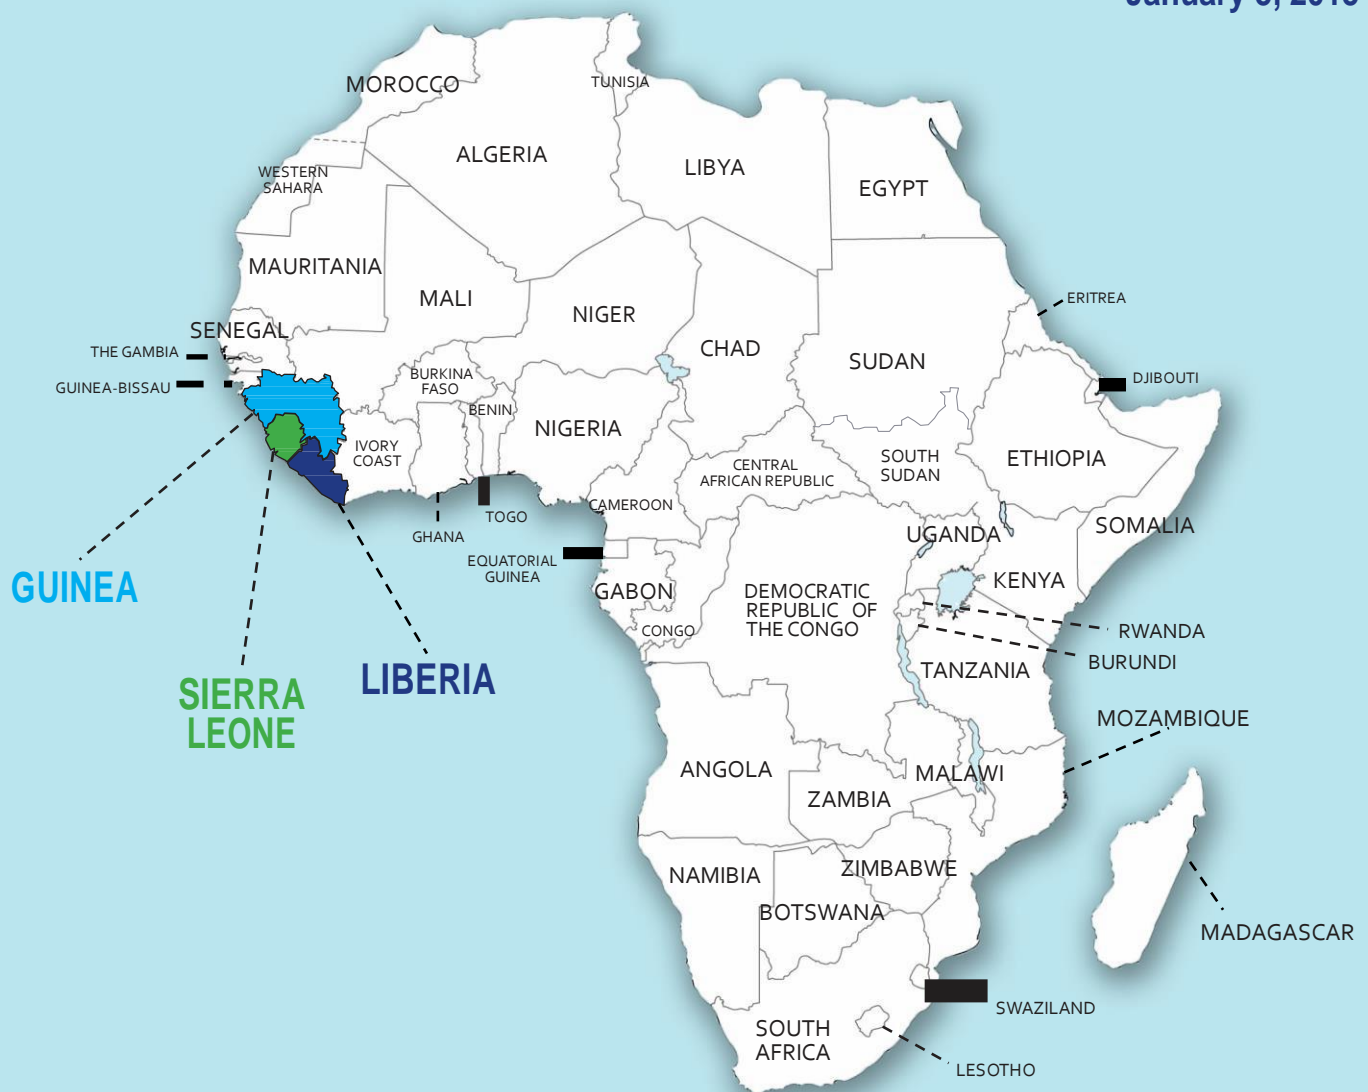 January
MOROCCO
TUNISIA
ALGERIA
LIBYA
EGYPT
WESTERN
SAHARA
MAURITANIA
MALI
NIGER
CHAD
SUDAN
ERITREA
SENEGAL
THE GAMBIA
GUINEA-BISSAU
BURKINA
FASO
BENIN
NIGERIA
IVORY
COAST
DJIBOUTI
CENTRAL
AFRICAN REPUBLIC
SOUTH
SUDAN
ETHIOPIA
SOMALIA
CAMEROON
TOGO
GHANA
EQUATORIAL
GUINEA
UGANDA
KENYA
GUINEA
GABON
CONGO
DEMOCRATIC
REPUBLIC OF
THE CONGO
RWANDA
BURUNDI
TANZANIA
SIERRA
LEONE
LIBERIA
MOZAMBIQUE
ANGOLA
MALAWI
ZAMBIA
NAMIBIA
ZIMBABWE
BOTSWANA
MADAGASCAR
SWAZILAND
SOUTH
AFRICA
LESOTHO